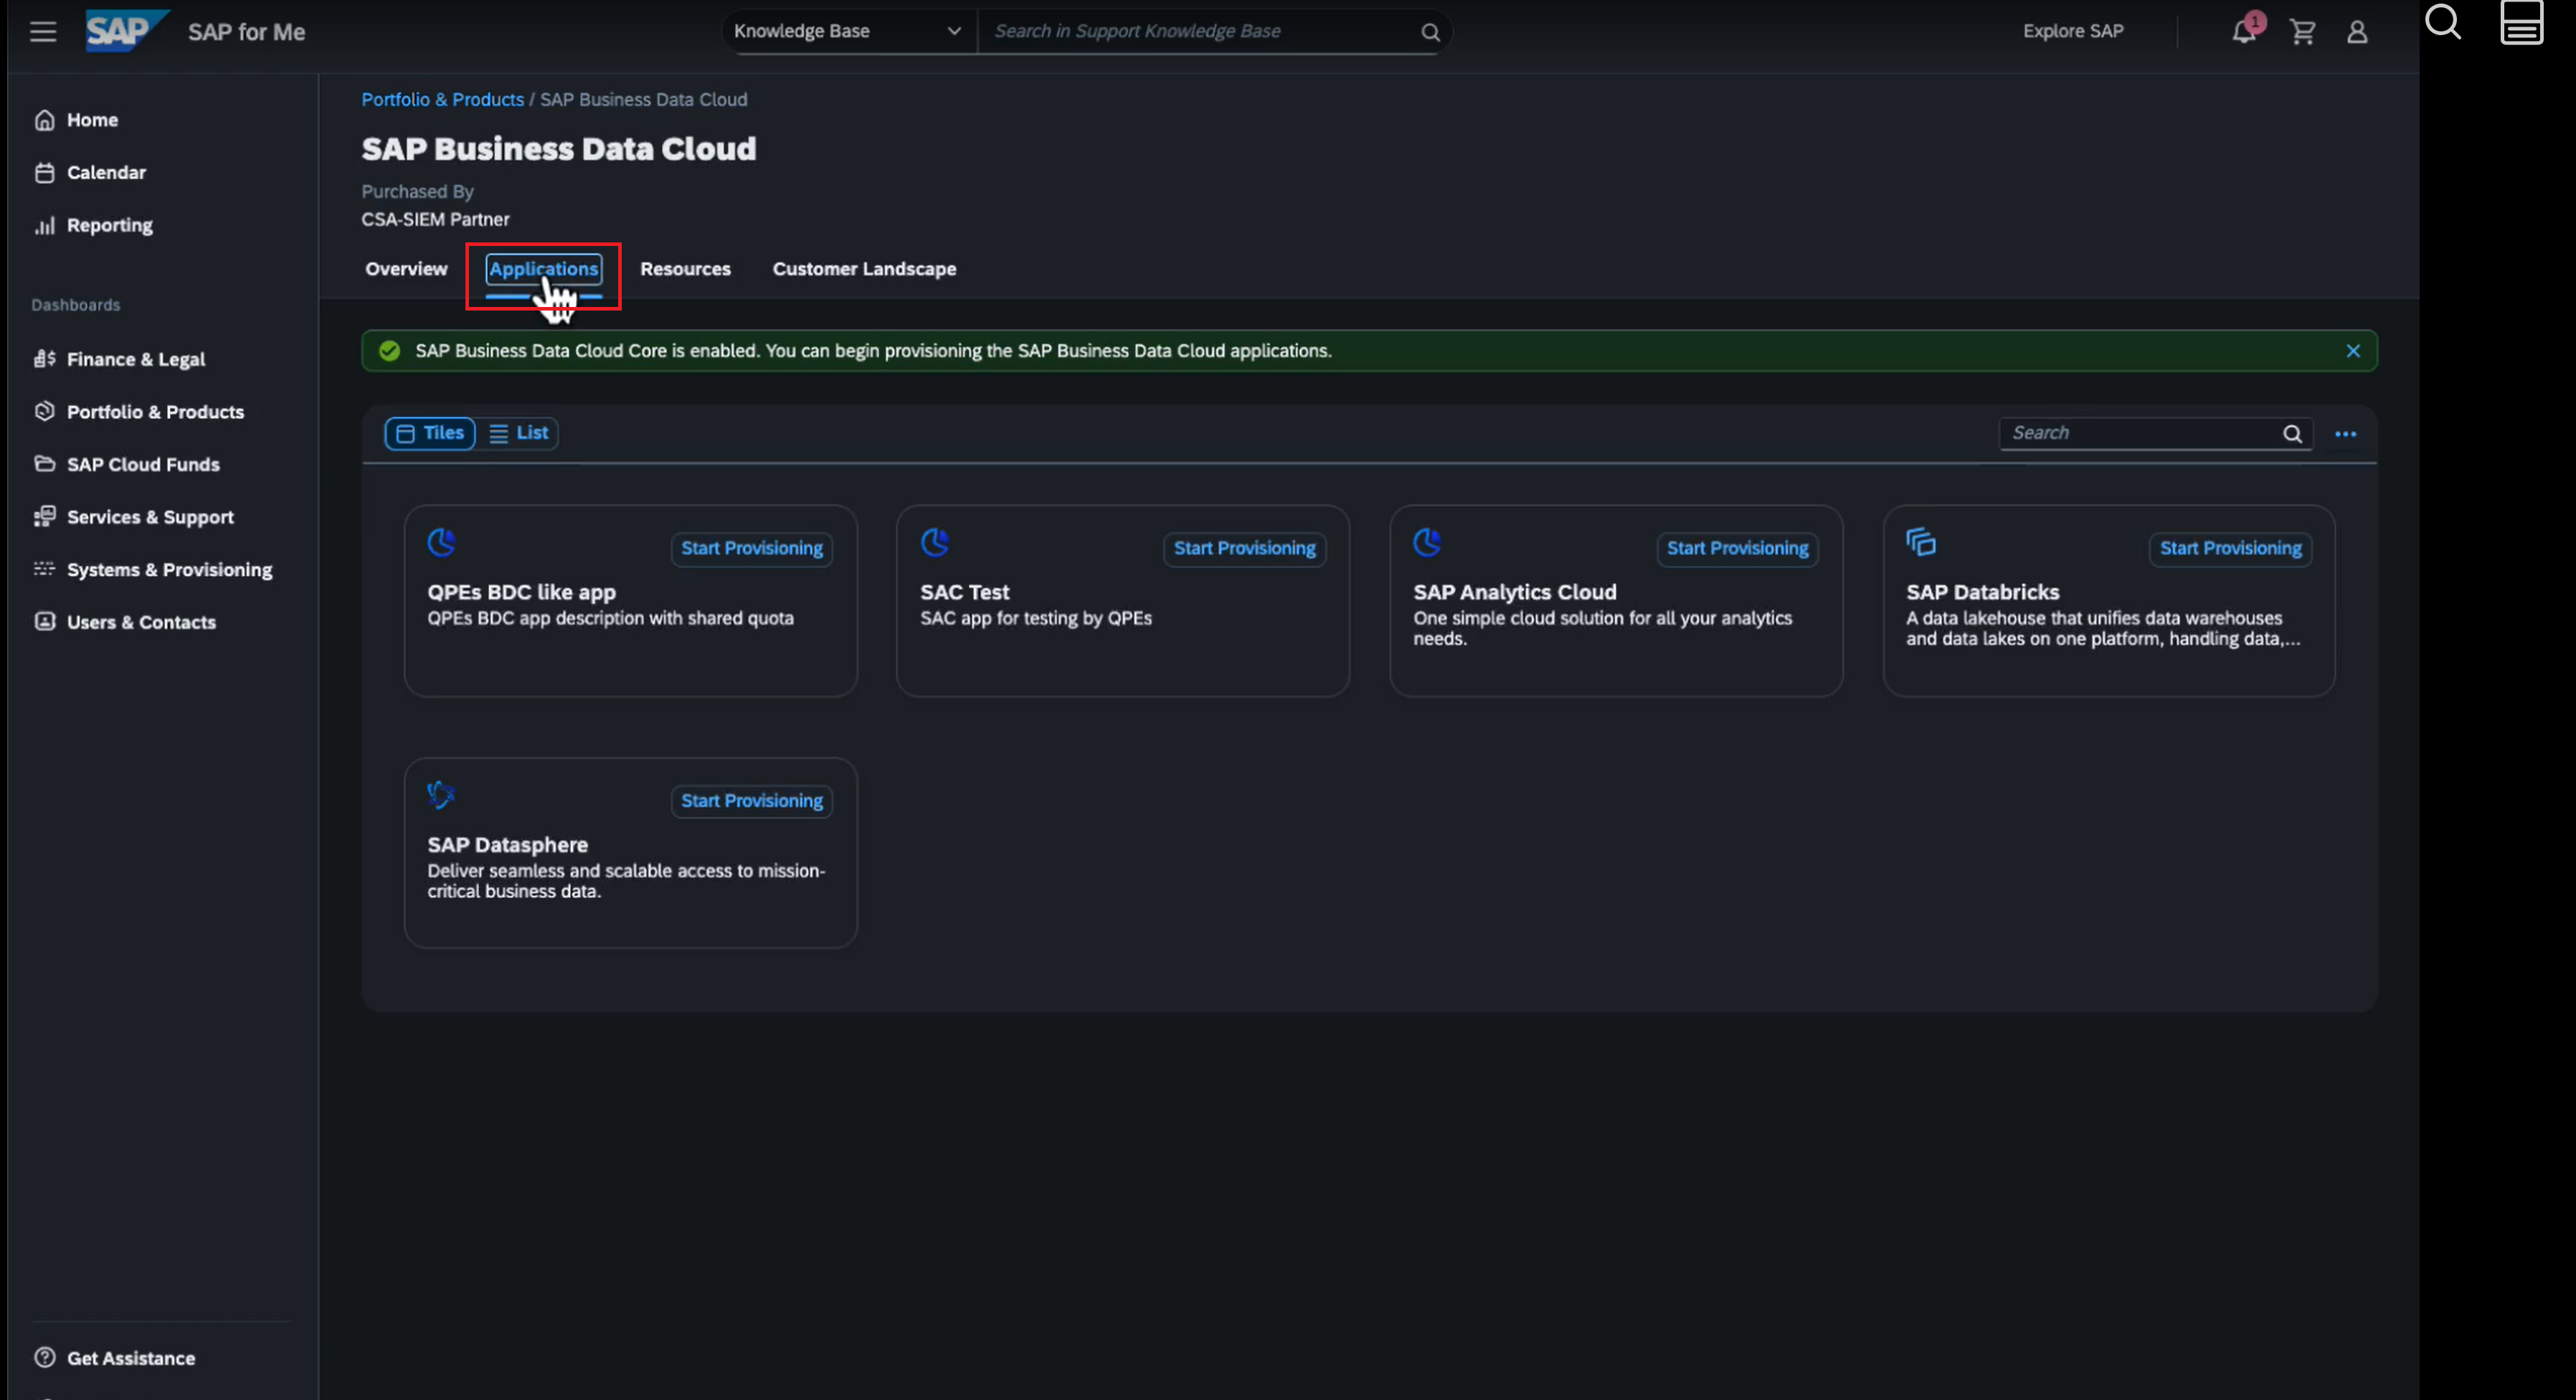 SAP SAP for Me
Knowledge Base
Search in Support Knowledge Base
Explore SAP
1
Home
Calendar
Reporting
Dashboards
Finance & Legal
Portfolio & Products
SAP Cloud Funds
Services & Support
Systems & Provisioning
Users & Contacts
Get Assistance
Portfolio & Products / SAP Business Data Cloud
SAP Business Data Cloud
Purchased By
CSA-SIEM Partner
Overview Applications Resources Customer Landscape
SAP Business Data Cloud Core is enabled. You can begin provisioning the SAP Business Data Cloud applications.
Tiles List
Search
Start Provisioning
QPEs BDC like app
QPEs BDC app description with shared quota
Start Provisioning
SAC Test
SAC app for testing by QPEs
Start Provisioning
SAP Analytics Cloud
One simple cloud solution for all your analytics
needs.
Start Provisioning
SAP Databricks
A data lakehouse that unifies data warehouses
and data lakes on one platform, handling data,...
Start Provisioning
SAP Datasphere
Deliver seamless and scalable access to mission-
critical business data.